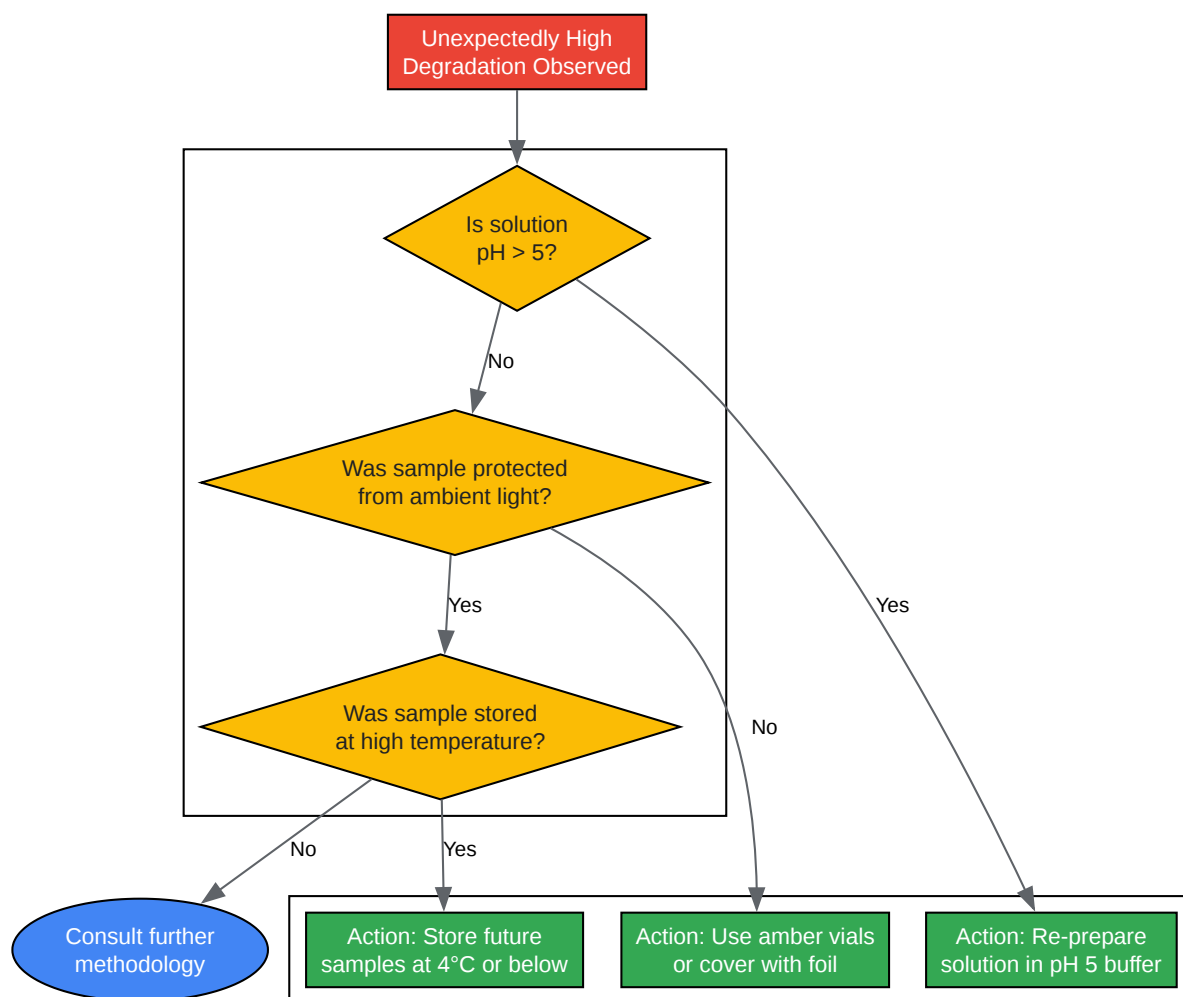 Unexpectedly High
Degradation Observed
Is solution
pH > 5?
No
Was sample protected
from ambient light?
Yes
Yes
Was sample stored
at high temperature?
No
No
Yes
Consult further
methodology
Action: Store future
samples at 4°C or below
Action: Use amber vials
or cover with foil
Action: Re-prepare
solution in pH 5 buffer